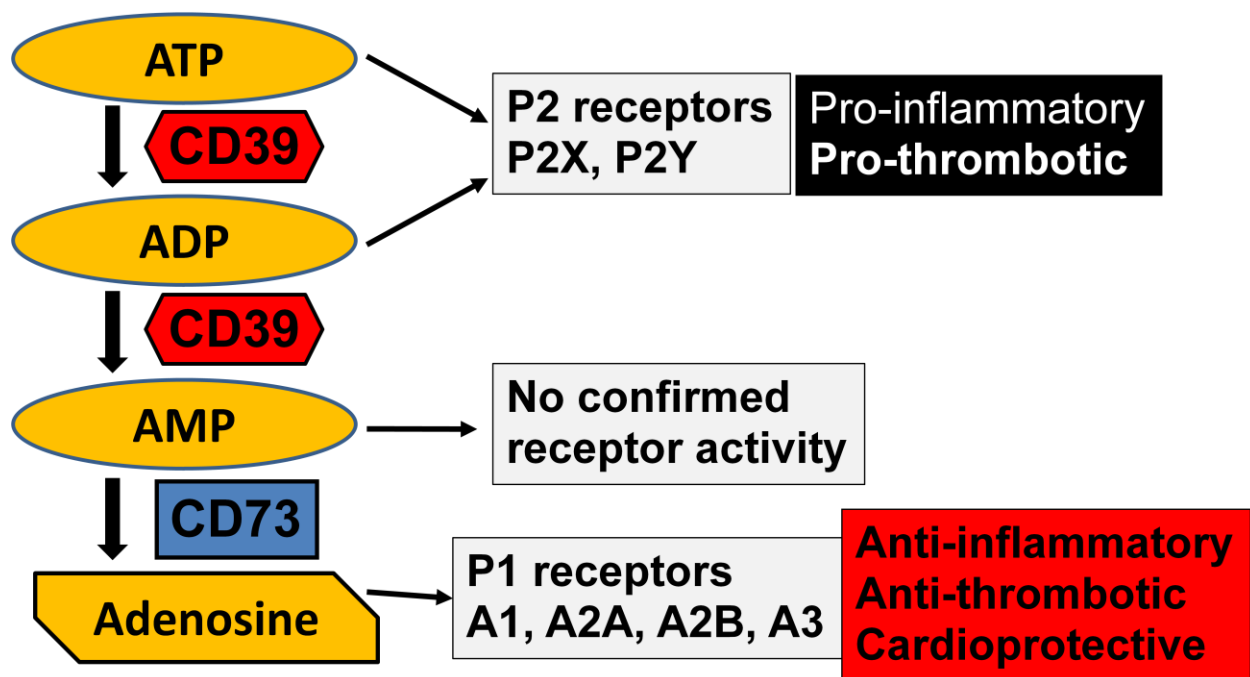 ATP
CD39
P2 receptors
P2X, P2Y
Pro-inflammatory
Pro-thrombotic
ADP
CD39
AMP
No confirmed
receptor activity
CD73
Adenosine
P1 receptors
A1, A2A, A2B, A3
Anti-inflammatory
Anti-thrombotic
Cardioprotective